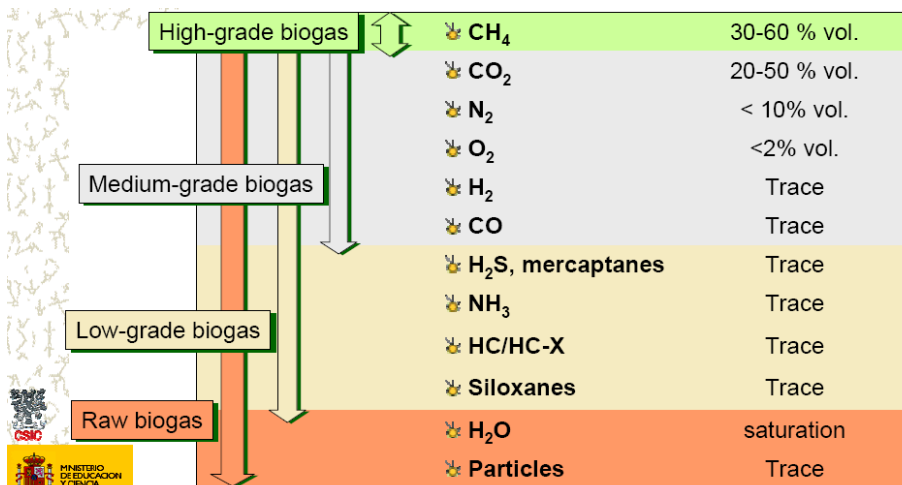 High-grade biogas CH₄ 30-60 % vol.
CO₂ 20-50 % vol.
N₂ < 10% vol.
O₂ <2% vol.
Medium-grade biogas H₂ Trace
CO Trace
H₂S, mercaptanes Trace
NH₃ Trace
Low-grade biogas HC/HC-X Trace
Siloxanes Trace
Raw biogas H₂O saturation
Particles Trace
CSIC
MINISTERIO
DE EDUCACION
Y CIENCIA